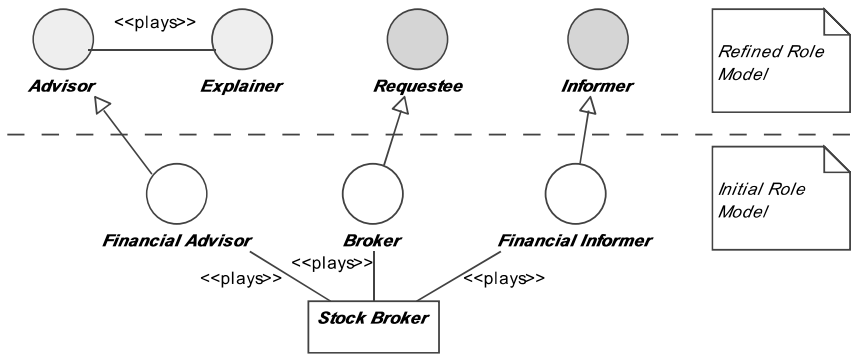 <<plays>>
Advisor
Explainer
Requestee
Informer
Refined Role
Model
Initial Role
Model
Financial Advisor
Broker
Financial Informer
<<plays>>
<<plays>>
<<plays>>
Stock Broker